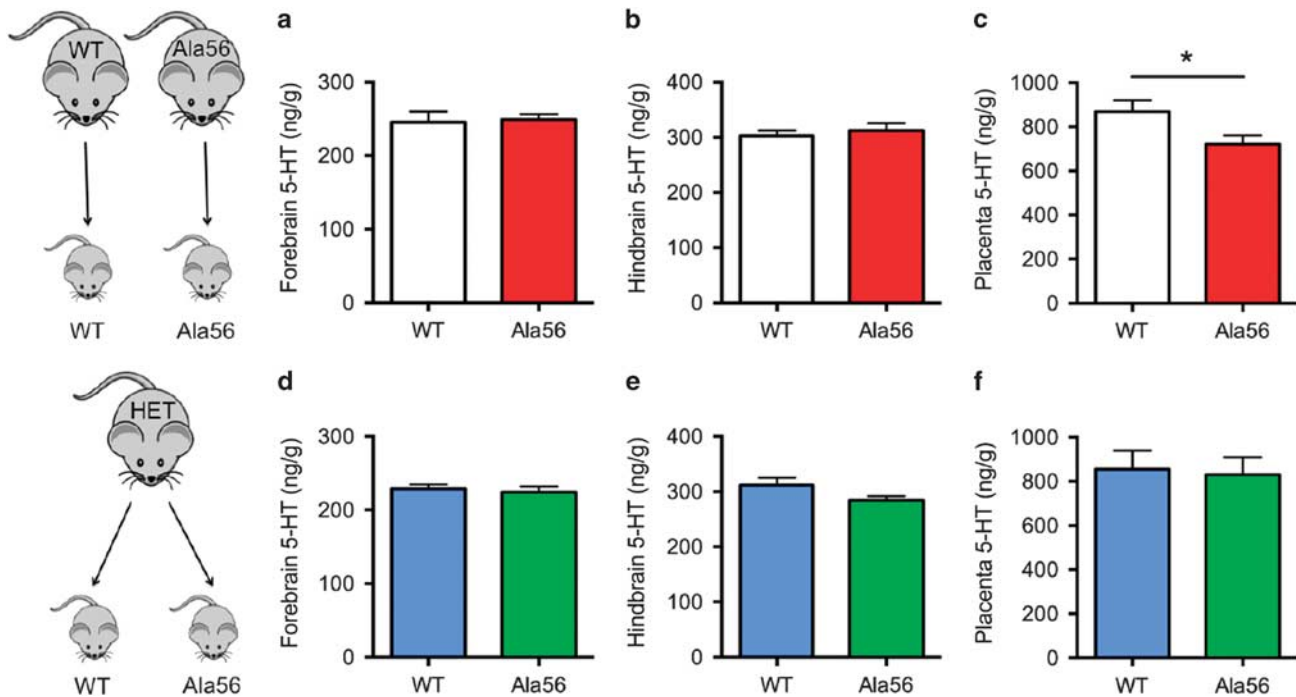 WT
Ala56
WT
Ala56
a
Forebrain 5-HT (ng/g)
300
200
100
0
WT
Ala56
b
Hindbrain 5-HT (ng/g)
400
300
200
100
0
WT
Ala56
c
Placenta 5-HT (ng/g)
1000
800
600
400
200
0
*
WT
Ala56
HET
WT
Ala56
d
Forebrain 5-HT (ng/g)
300
200
100
0
WT
Ala56
e
Hindbrain 5-HT (ng/g)
400
300
200
100
0
WT
Ala56
f
Placenta 5-HT (ng/g)
1000
800
600
400
200
0
WT
Ala56